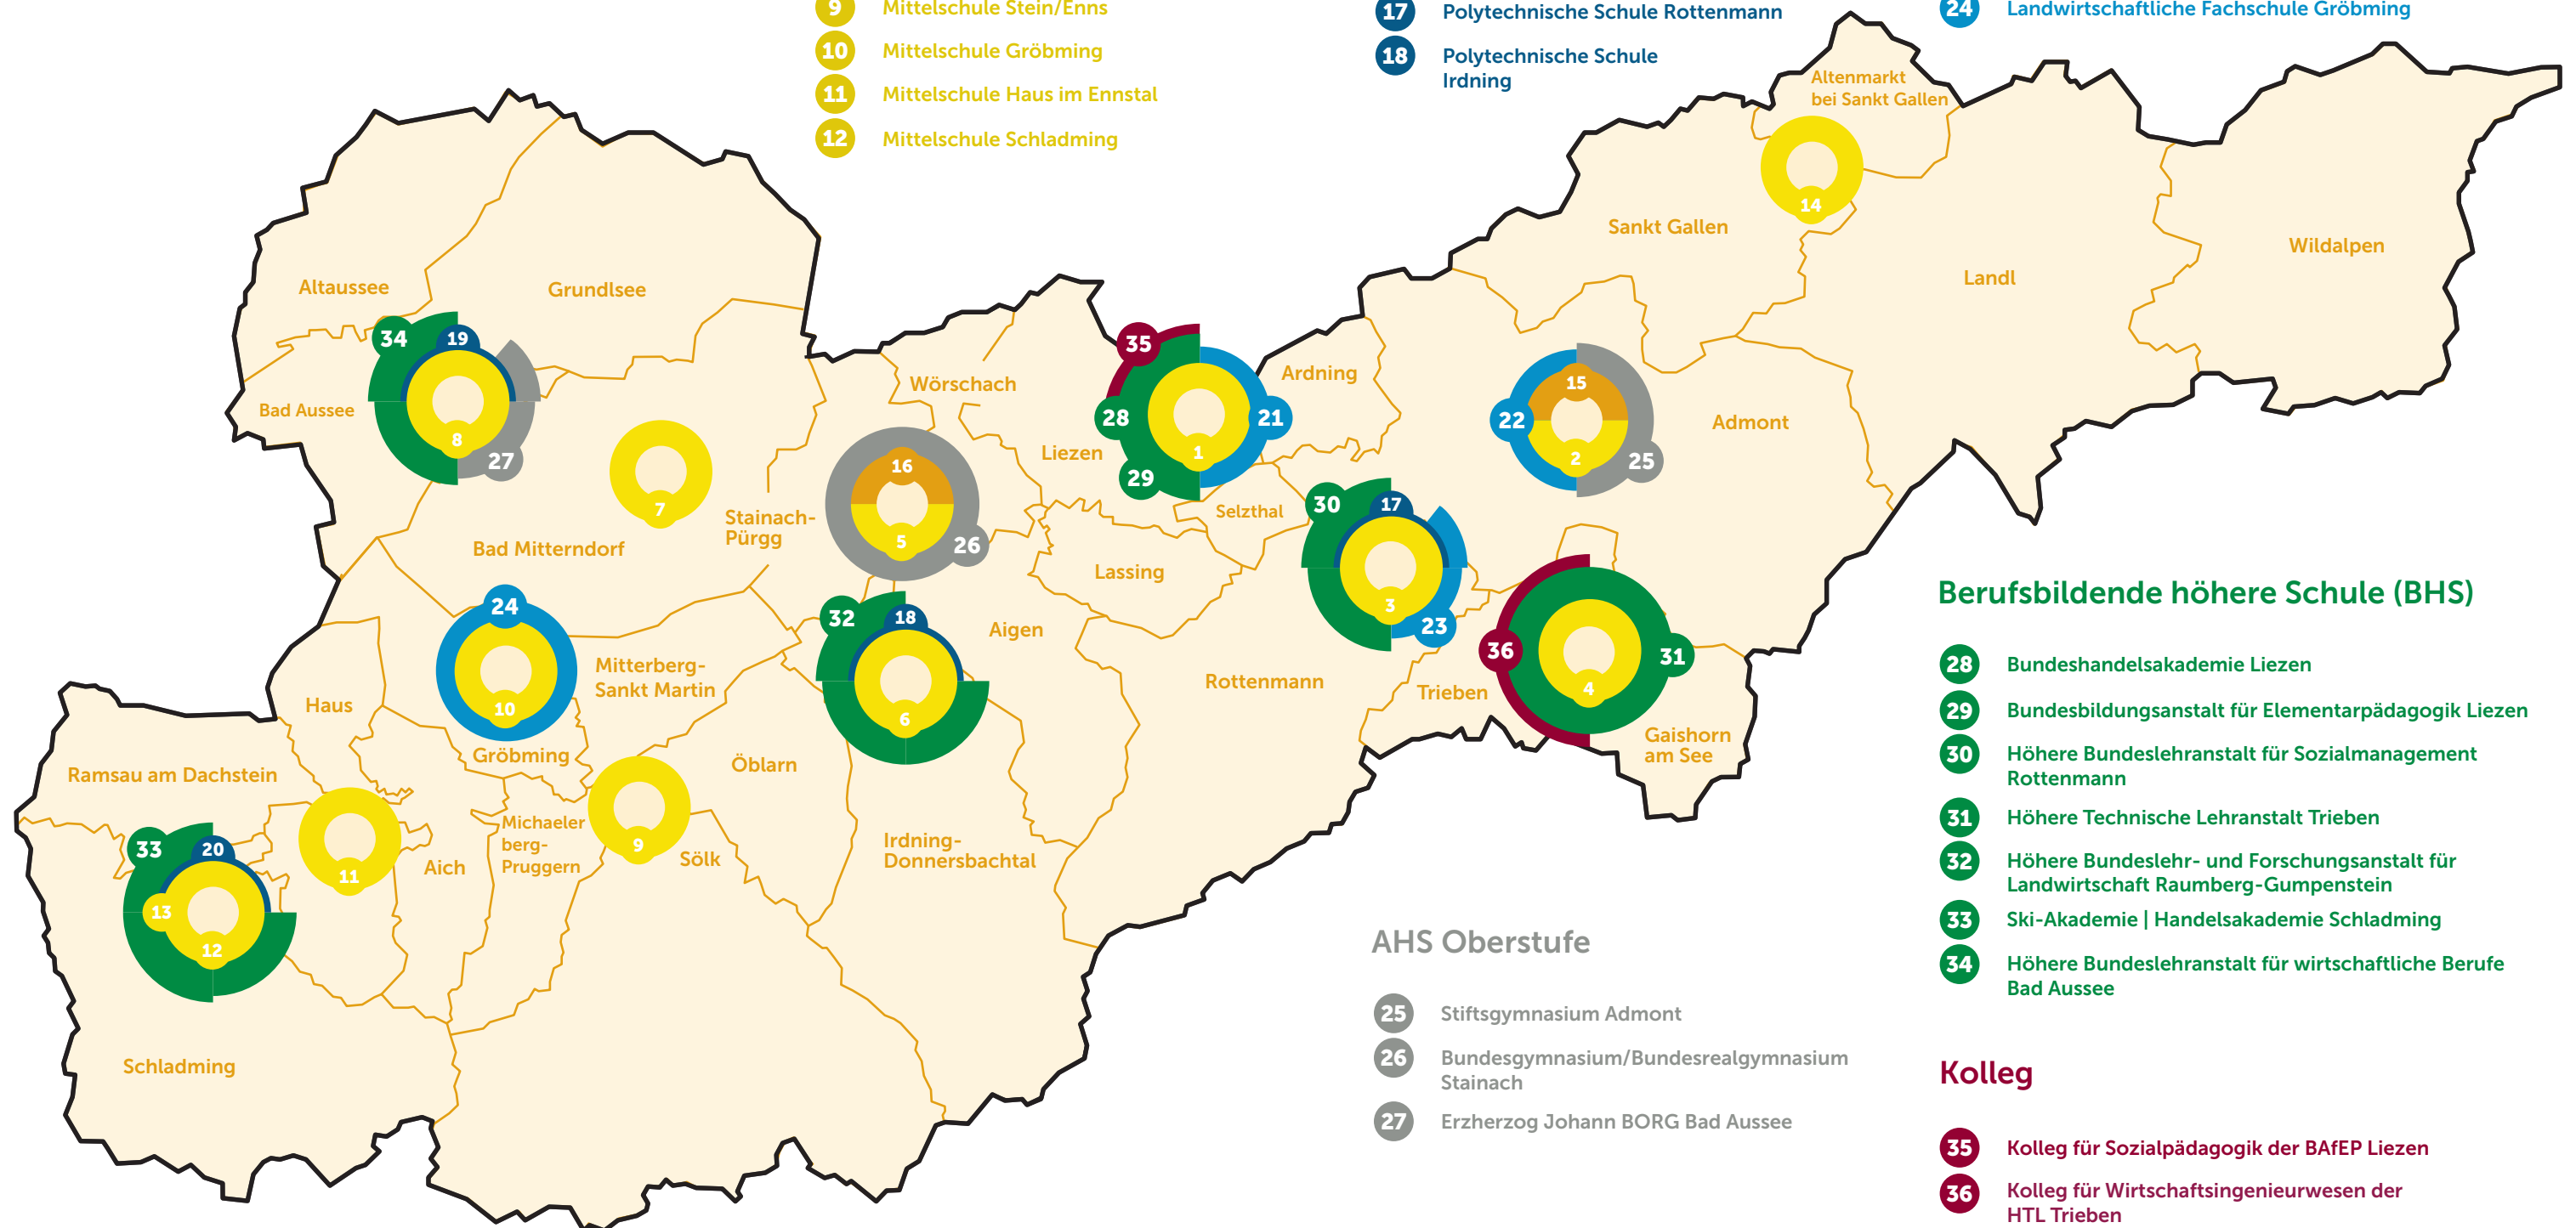 9 Mittelschule Stein/Enns
10 Mittelschule Gröbming
11 Mittelschule Haus im Ennstal
12 Mittelschule Schladming
17 Polytechnische Schule Rottenmann
18 Polytechnische Schule
Irdning
24 Landwirtschaftliche Fachschule Gröbming
Altenmarkt
bei Sankt Gallen
14
Sankt Gallen
Wildalpen
Landl
Altaussee
Grundlsee
34
19
Bad Aussee
8
27
7
Wörschach
35
28
21
1
29
Liezen
Ardning
15
22
2
25
Admont
16
5
26
Stainach-
Pürgg
Bad Mitterndorf
Selzthal
30
17
3
23
Lassing
24
10
32
18
6
Aigen
36
31
4
Mitterberg-
Sankt Martin
Rottenmann
Trieben
Haus
Gröbming
Gaishorn
am See
Öblarn
Ramsau am Dachstein
Michaeler
berg-
Pruggern
9
Sölk
Irdning-
Donnersbachtal
Aich
11
33
20
13
12
Schladming
AHS Oberstufe
25 Stiftsgymnasium Admont
26 Bundesgymnasium/Bundesrealgymnasium
Stainach
27 Erzherzog Johann BORG Bad Aussee
Berufsbildende höhere Schule (BHS)
28 Bundeshandelsakademie Liezen
29 Bundesbildungsanstalt für Elementarpädagogik Liezen
30 Höhere Bundeslehranstalt für Sozialmanagement
Rottenmann
31 Höhere Technische Lehranstalt Trieben
32 Höhere Bundeslehr- und Forschungsanstalt für
Landwirtschaft Raumberg-Gumpenstein
33 Ski-Akademie | Handelsakademie Schladming
34 Höhere Bundeslehranstalt für wirtschaftliche Berufe
Bad Aussee
Kolleg
35 Kolleg für Sozialpädagogik der BAfEP Liezen
36 Kolleg für Wirtschaftsingenieurwesen der
HTL Trieben